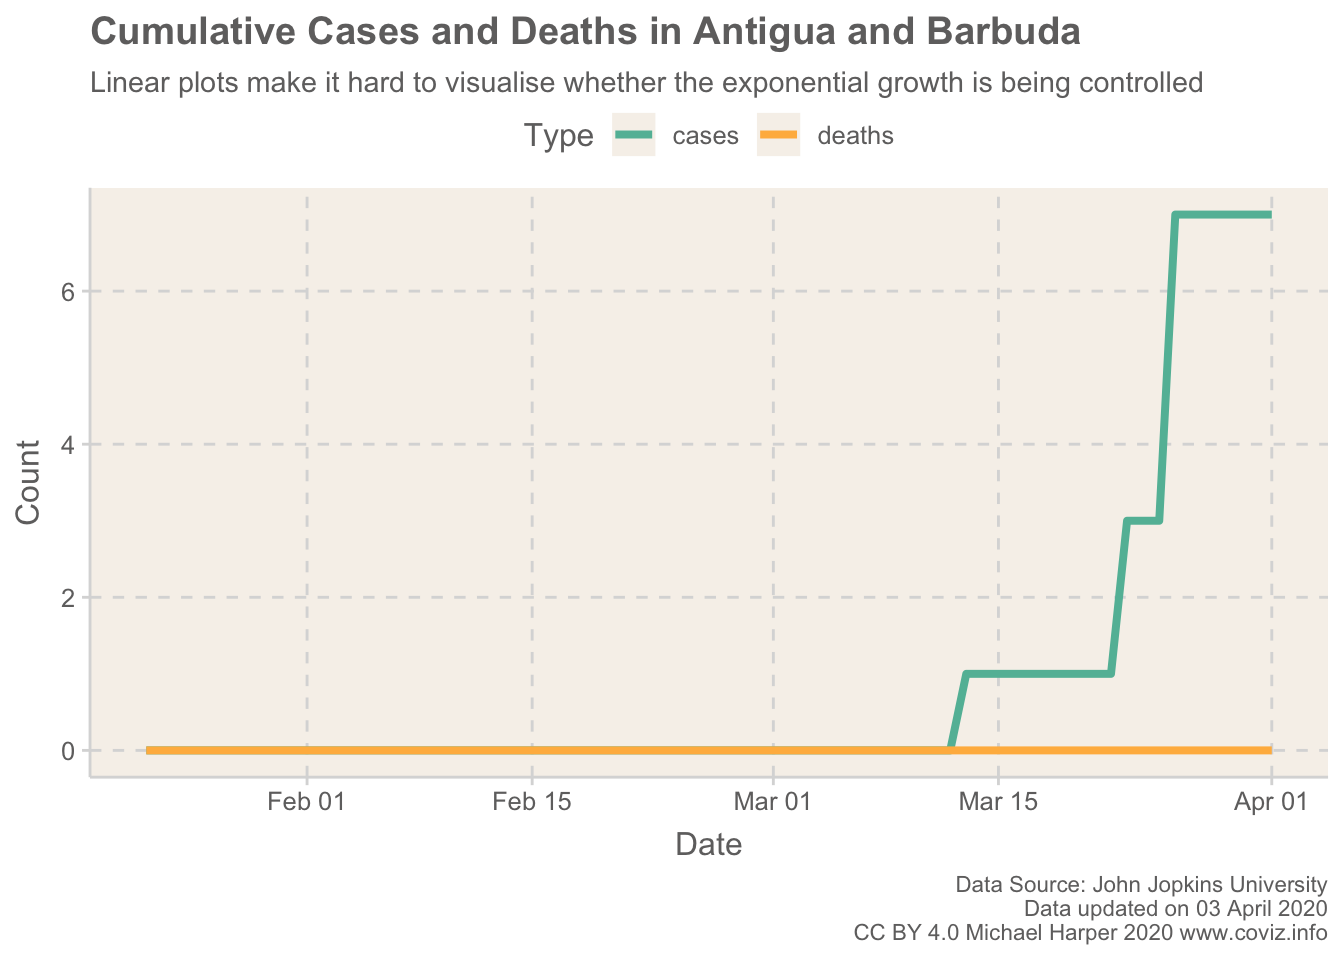 Cumulative Cases and Deaths in Antigua and Barbuda
Linear plots make it hard to visualise whether the exponential growth is being controlled
Type cases deaths
Count
6
4
2
0
Feb 01 Feb 15 Mar 01 Mar 15 Apr 01
Date
Data Source: John Jopkins University
Data updated on 03 April 2020
CC BY 4.0 Michael Harper 2020 www.coviz.info